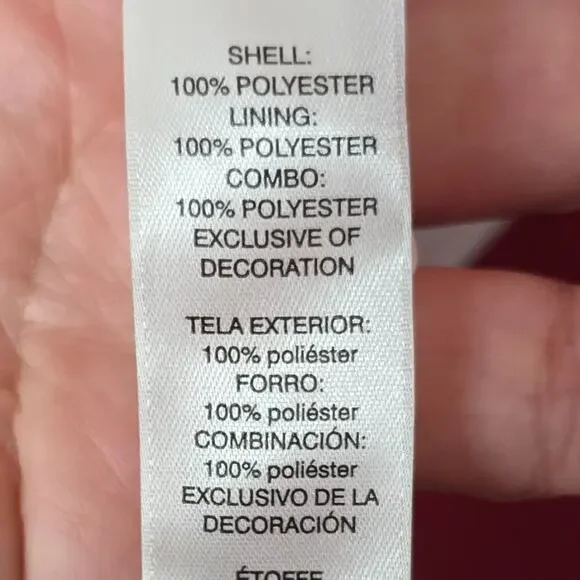 SHELL:
100% POLYESTER
LINING:
100% POLYESTER
COMBO:
100% POLYESTER
EXCLUSIVE OF
DECORATION
TELA EXTERIOR:
100% poliéster
FORRO:
100% poliéster
COMBINACIÓN:
100% poliéster
EXCLUSIVO DE LA
DECORACIÓN
ÉTOFFE